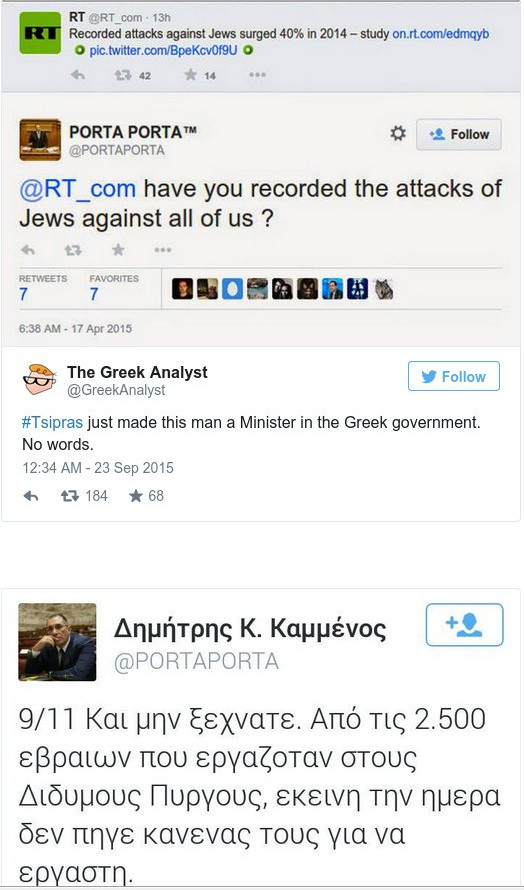 RT @RT_com · 13h
Recorded attacks against Jews surged 40% in 2014 – study on.rt.com/edmqyb
pic.twitter.com/BpeKcv0f9U
42 14
RT
PORTA PORTA™
@PORTAPORTA
Follow
@RT_com have you recorded the attacks of
Jews against all of us ?
RETWEETS FAVORITES
7 7
6:38 AM - 17 Apr 2015
The Greek Analyst
@GreekAnalyst
Follow
#Tsipras just made this man a Minister in the Greek government.
No words.
12:34 AM - 23 Sep 2015
184 68
Δημήτρης Κ. Καμμένος
@PORTAPORTA
9/11 Και μην ξεχνατε. Από τις 2.500
εβραιων που εργαζοταν στους
Διδυμους Πυργους, εκεινη την ημερα
δεν πηγε κανενας τους για να
εργαστη.